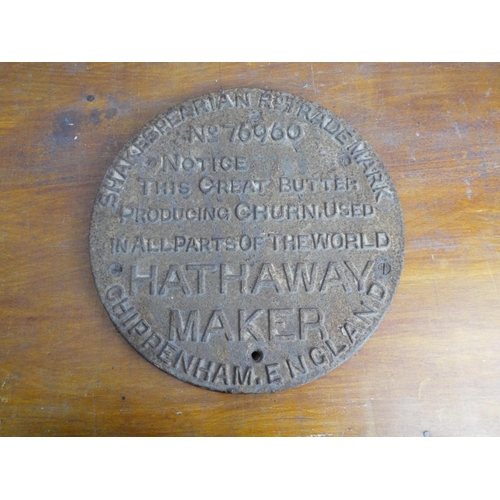 SHAKESPEARIAN R.TRADE MARK
No 76960
NOTICE
THIS GREAT BUTTER
PRODUCING CHURN.USED
IN ALL PARTS OF THE WORLD
HATHAWAY
MAKER
CHIPPENHAM.ENGLAND